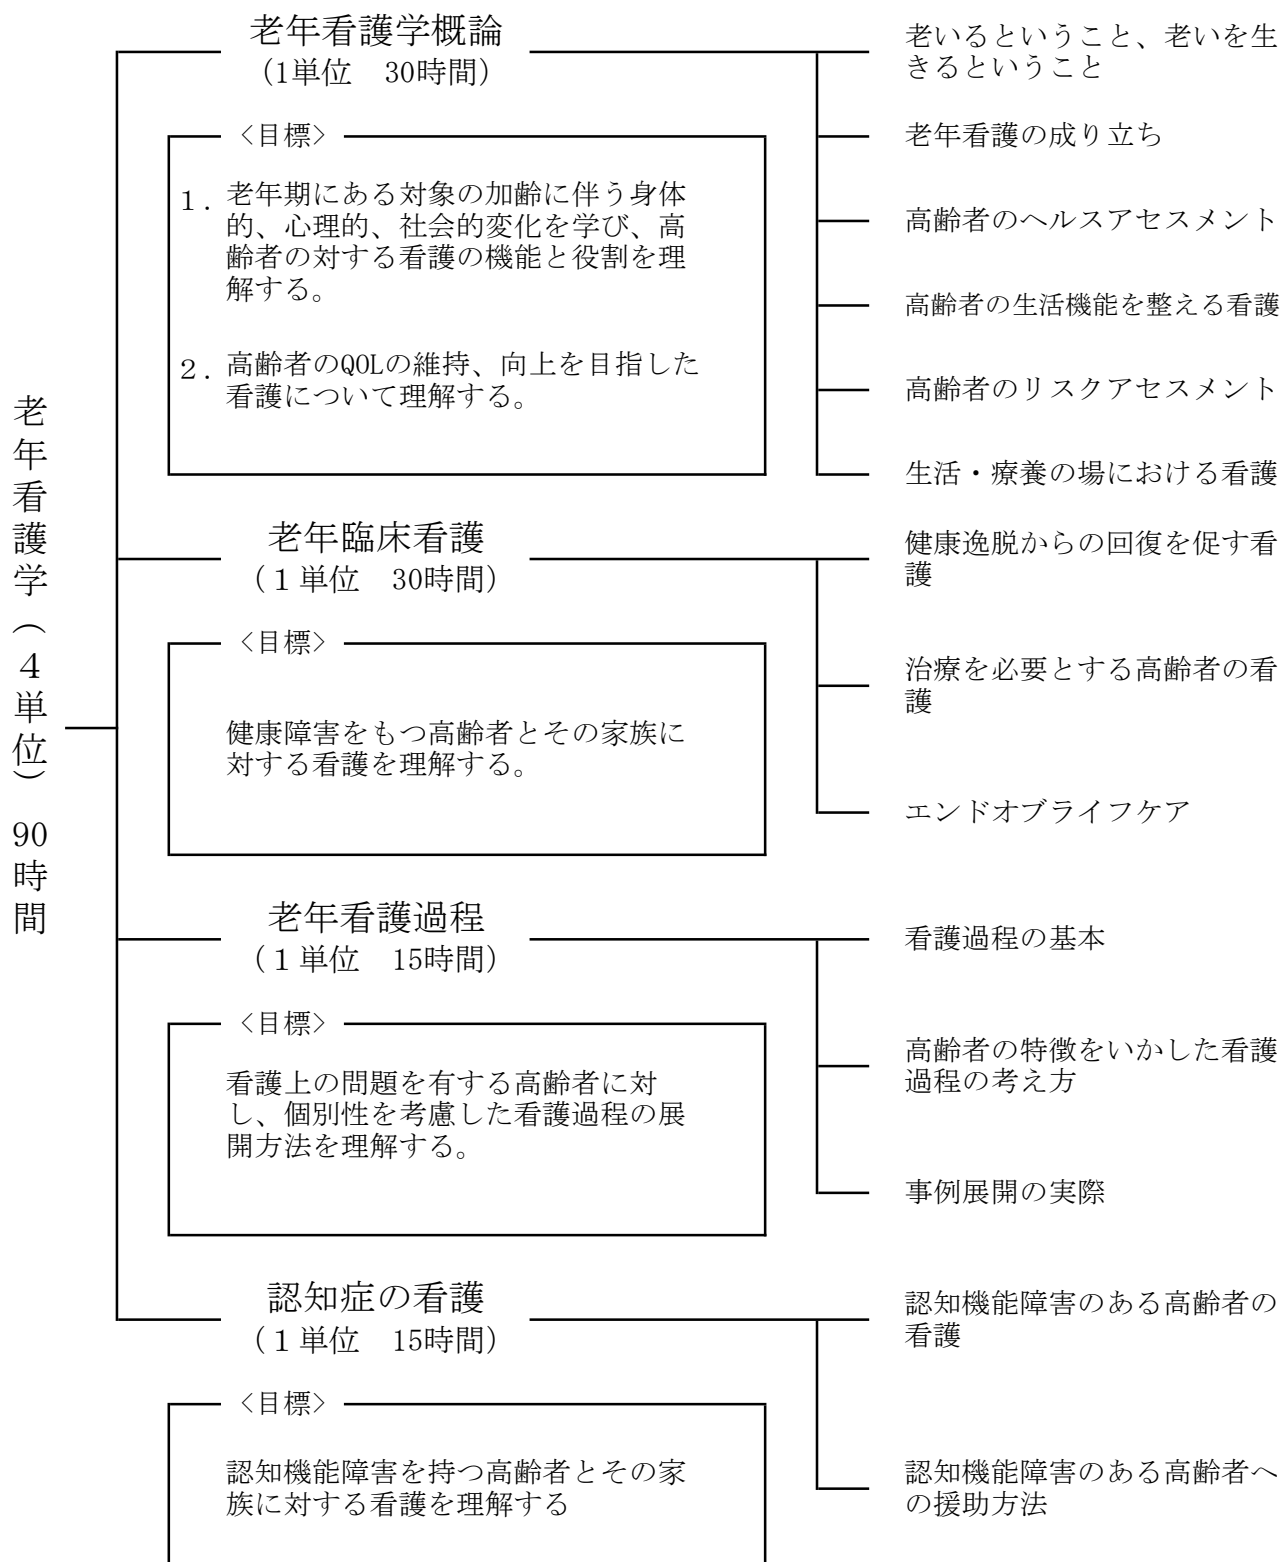 老年看護学（４単位）90時間
老年看護学概論
（1単位　30時間）
〈目標〉
１．老年期にある対象の加齢に伴う身体
的、心理的、社会的変化を学び、高
齢者の対する看護の機能と役割を理
解する。
２．高齢者のQOLの維持、向上を目指した
看護について理解する。
老いるということ、老いを生
きるということ
老年看護の成り立ち
高齢者のヘルスアセスメント
高齢者の生活機能を整える看護
高齢者のリスクアセスメント
生活・療養の場における看護
老年臨床看護
（１単位　30時間）
〈目標〉
健康障害をもつ高齢者とその家族に
対する看護を理解する。
健康逸脱からの回復を促す看
護
治療を必要とする高齢者の看
護
エンドオブライフケア
老年看護過程
（１単位　15時間）
〈目標〉
看護上の問題を有する高齢者に対
し、個別性を考慮した看護過程の展
開方法を理解する。
看護過程の基本
高齢者の特徴をいかした看護
過程の考え方
事例展開の実際
認知症の看護
（１単位　15時間）
〈目標〉
認知機能障害を持つ高齢者とその家
族に対する看護を理解する
認知機能障害のある高齢者の
看護
認知機能障害のある高齢者へ
の援助方法